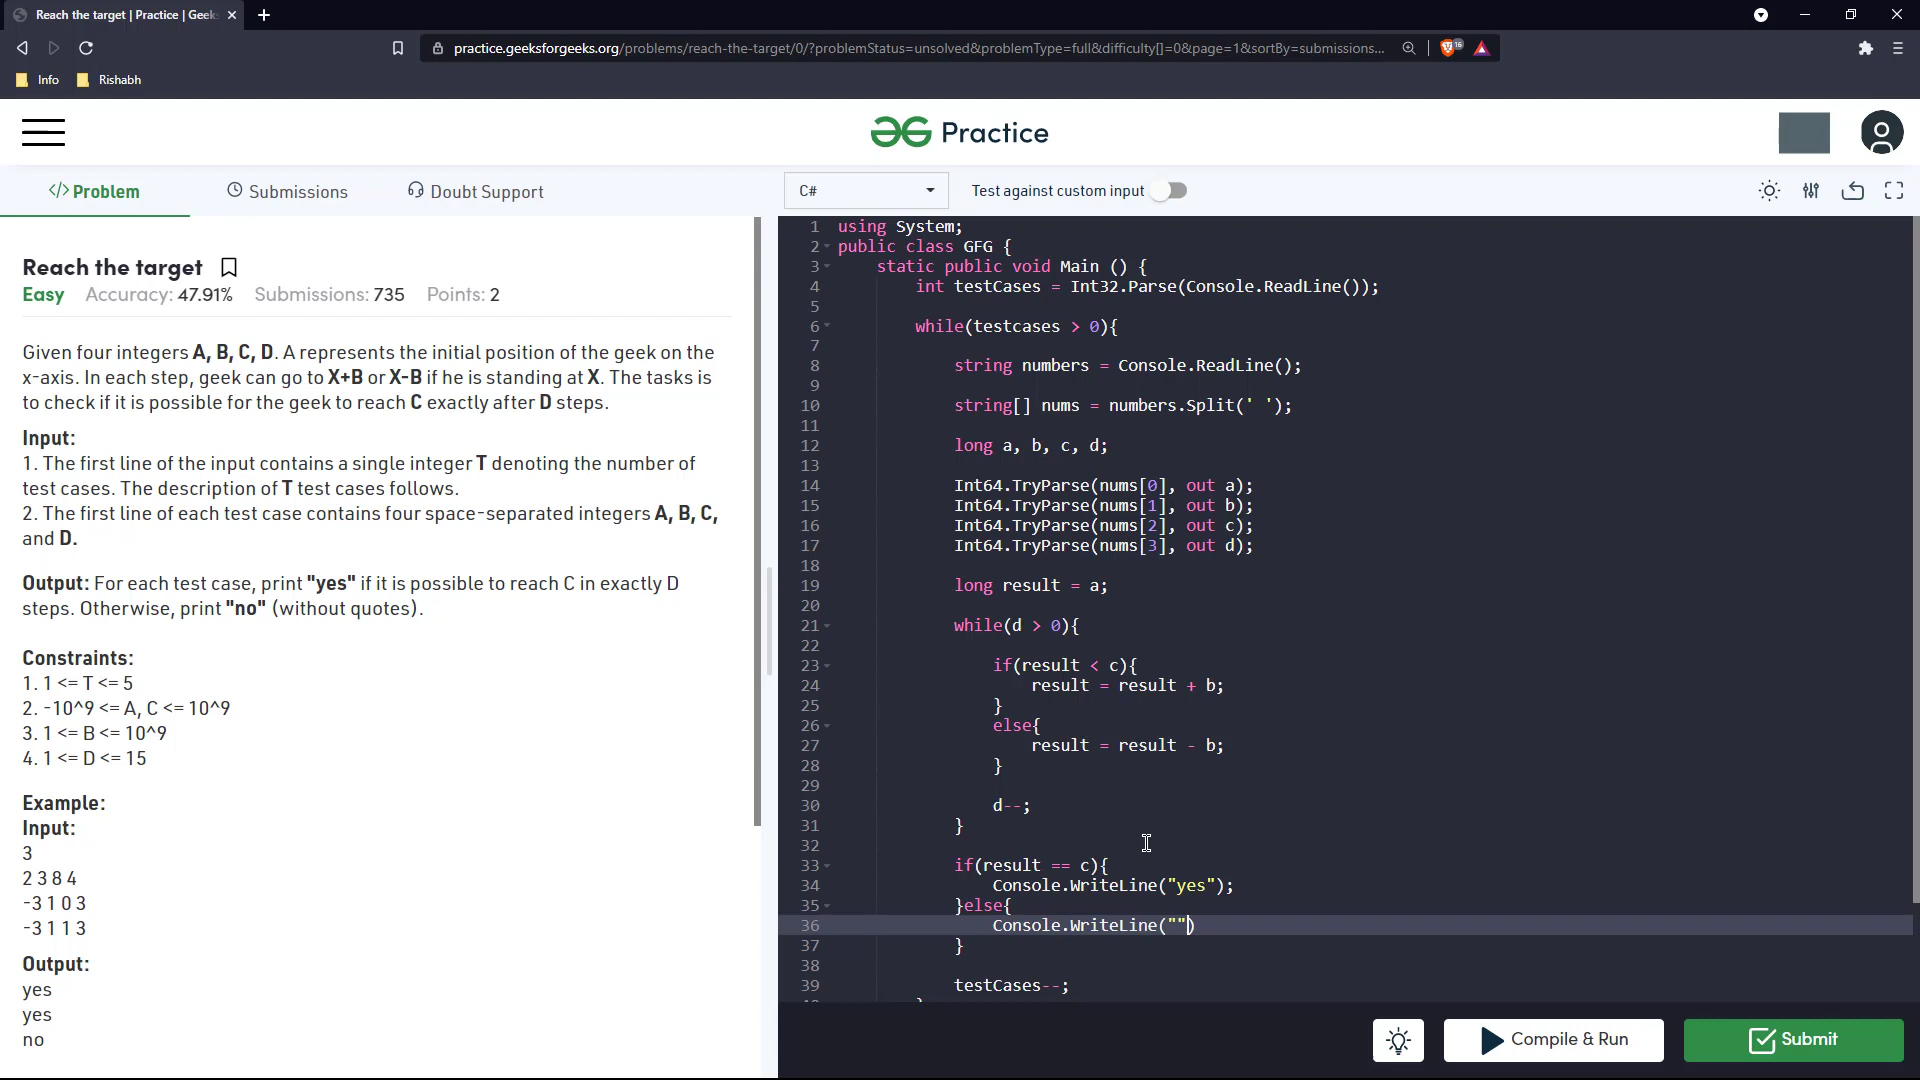 Reach the target | Practice | Geek
practice.geeksforgeeks.org/problems/reach-the-target/0/?problemStatus=unsolved&problemType=full&difficulty[]=0&page=1&sortBy=submissions...
16
Info
Rishabh
Practice
</> Problem
Submissions
Doubt Support
C#
Test against custom input
Reach the target
Easy Accuracy: 47.91% Submissions: 735 Points: 2
Given four integers A, B, C, D. A represents the initial position of the geek on the
x-axis. In each step, geek can go to X+B or X-B if he is standing at X. The tasks is
to check if it is possible for the geek to reach C exactly after D steps.
Input:
1. The first line of the input contains a single integer T denoting the number of
test cases. The description of T test cases follows.
2. The first line of each test case contains four space-separated integers A, B, C,
and D.
Output: For each test case, print "yes" if it is possible to reach C in exactly D
steps. Otherwise, print "no" (without quotes).
Constraints:
1. 1 <= T <= 5
2. -10^9 <= A, C <= 10^9
3. 1 <= B <= 10^9
4. 1 <= D <= 15
Example:
Input:
3
2 3 8 4
-3 1 0 3
-3 1 1 3
Output:
yes
yes
no
1 using System;
2 public class GFG {
3 static public void Main () {
4 int testCases = Int32.Parse(Console.ReadLine());
5
6 while(testcases > 0){
7
8 string numbers = Console.ReadLine();
9
10 string[] nums = numbers.Split(' ');
11
12 long a, b, c, d;
13
14 Int64.TryParse(nums[0], out a);
15 Int64.TryParse(nums[1], out b);
16 Int64.TryParse(nums[2], out c);
17 Int64.TryParse(nums[3], out d);
18
19 long result = a;
20
21 while(d > 0){
22
23 if(result < c){
24 result = result + b;
25 }
26 else{
27 result = result - b;
28 }
29
30 d--;
31 }
32
33 if(result == c){
34 Console.WriteLine("yes");
35 }else{
36 Console.WriteLine("")
37 }
38
39 testCases--;
Compile & Run
Submit